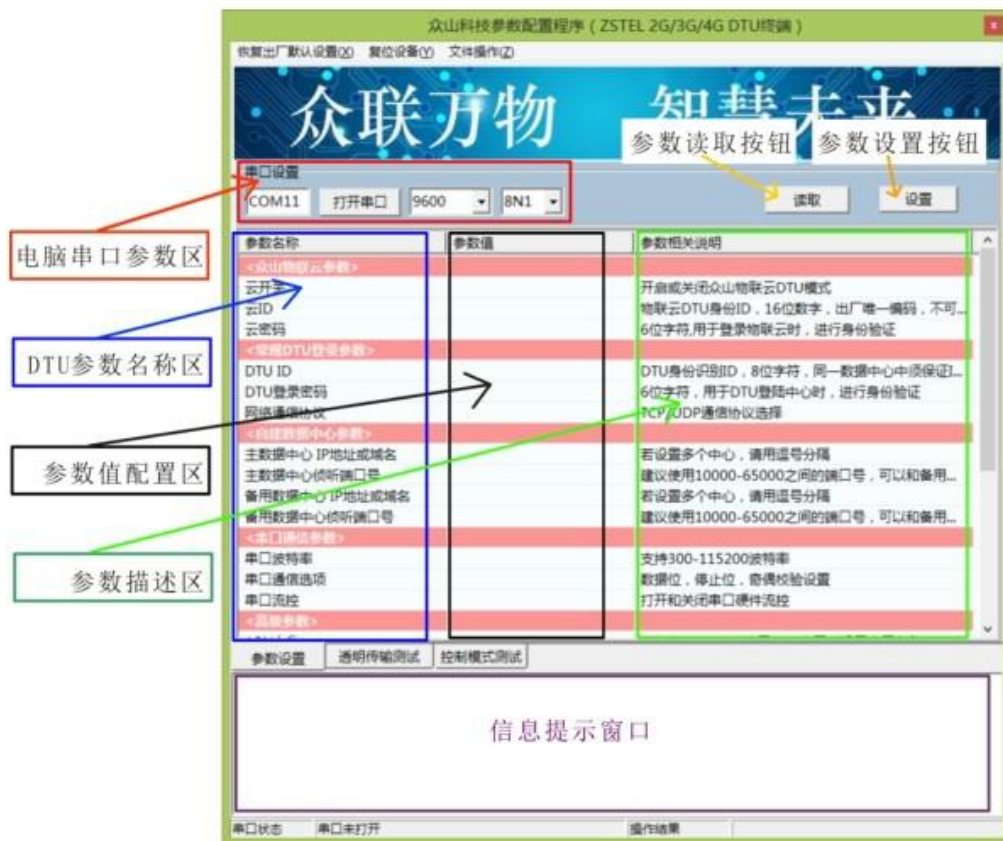 众山科技参数配置程序（ZSTEL 2G/3G/4G DTU终端）
恢复出厂默认设置(X) 复位设备(Y) 文件操作(Z)
众联万物 智慧未来
参数读取按钮 参数设置按钮
串口设置
COM11 打开串口 9600 8N1 读取 设置
电脑串口参数区
参数名称 参数值 参数相关说明
<众山物联云参数>
云开关 开启或关闭众山物联云DTU模式
云ID 物联云DTU身份ID，16位数字，出厂唯一编码，不可...
云密码 6位字符,用于登录物联云时，进行身份验证
<常规DTU登录参数>
DTU参数名称区
DTU ID DTU身份识别ID，8位字符，同一数据中心中须保证I...
DTU登录密码 6位字符，用于DTU登陆中心时，进行身份验证
网络通信协议 TCP/UDP通信协议选择
<自建数据中心参数>
主数据中心 IP地址或域名 若设置多个中心，请用逗号分隔
参数值配置区
主数据中心侦听端口号 建议使用10000-65000之间的端口号，可以和备用...
备用数据中心 IP地址或域名 若设置多个中心，请用逗号分隔
备用数据中心侦听端口号 建议使用10000-65000之间的端口号，可以和备用...
<串口通信参数>
串口波特率 支持300-115200波特率
参数描述区
串口通信选项 数据位，停止位，奇偶校验设置
串口流控 打开和关闭串口硬件流控
<高级参数>
参数设置 透明传输测试 控制模式测试
信息提示窗口
串口状态 串口未打开 操作结果